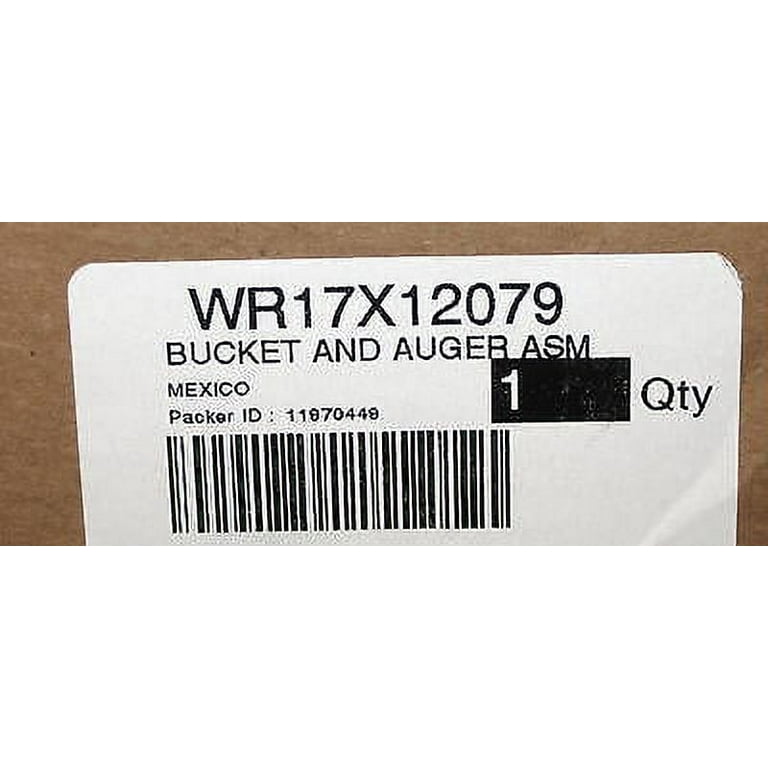 WR17X12079
BUCKET AND AUGER ASM
MEXICO
1 Qty
Packer ID : 11970449